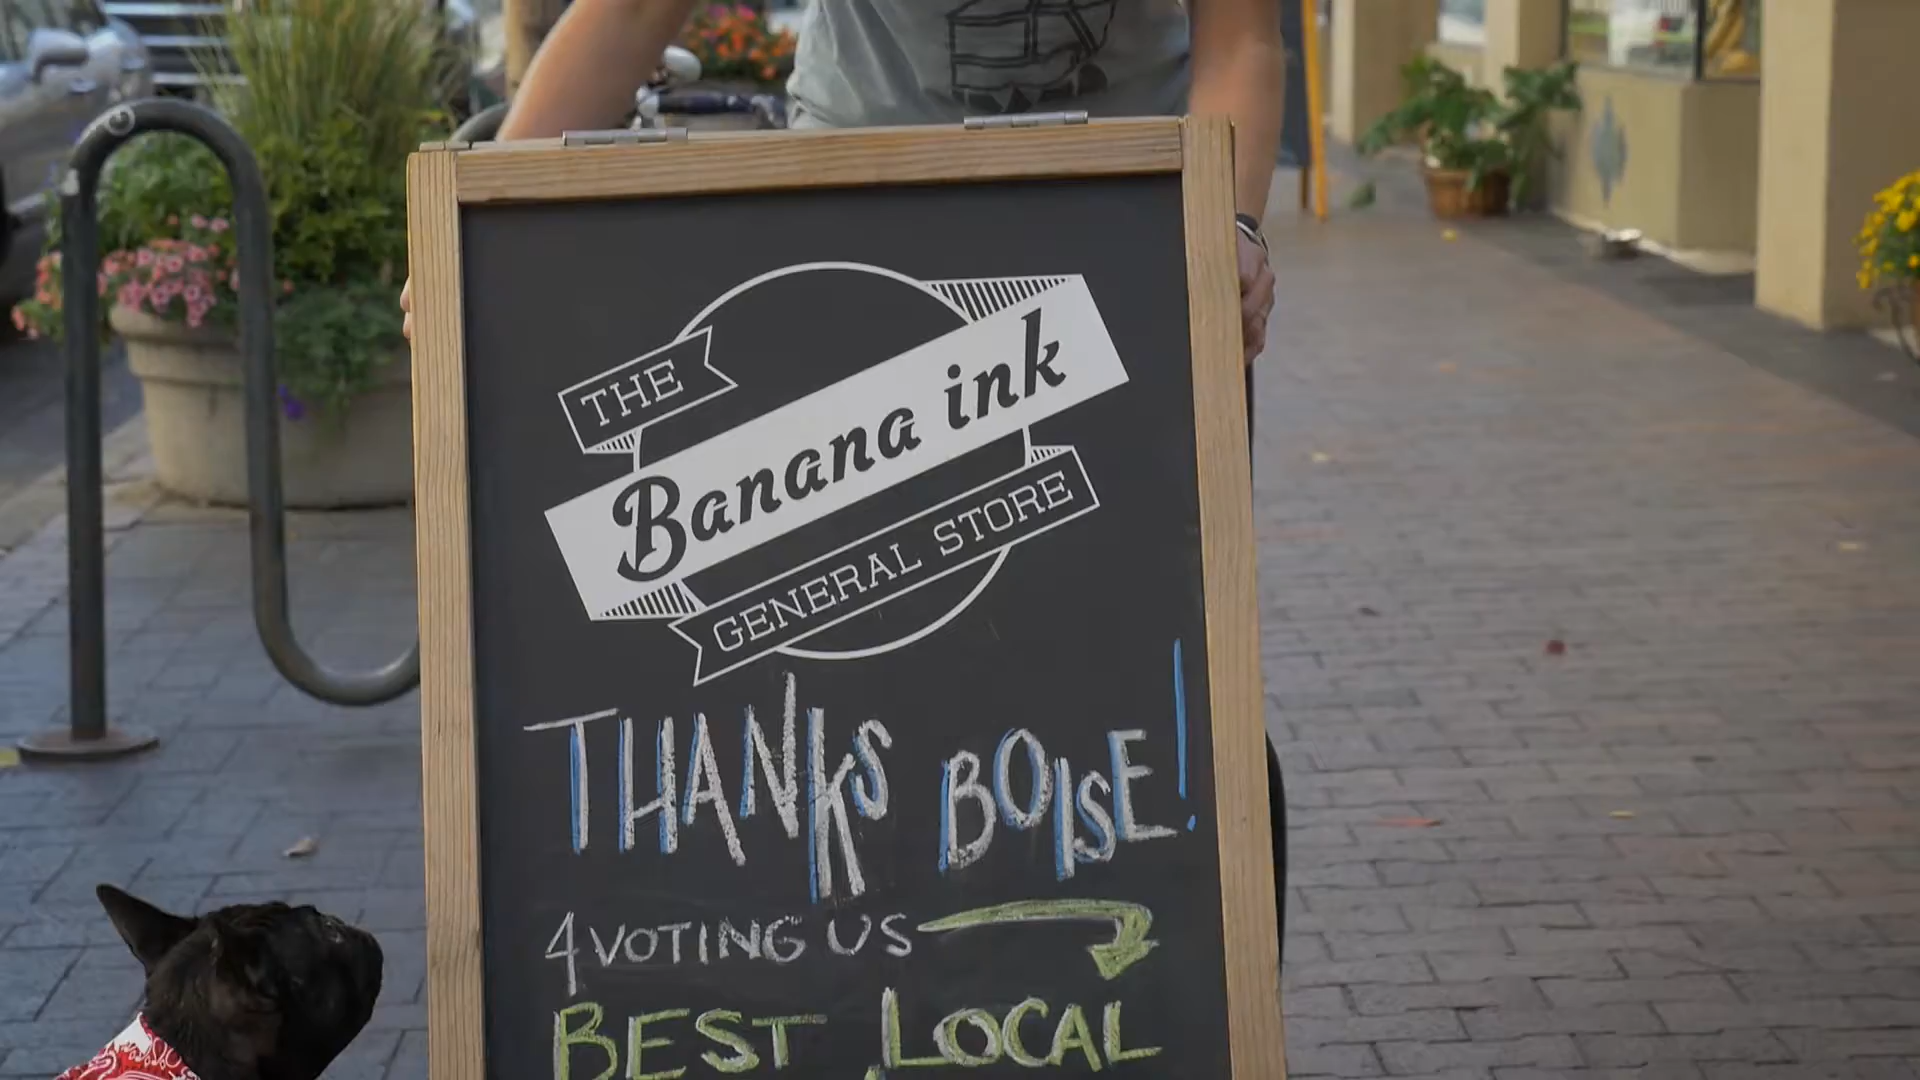 THE
Banana ink
GENERAL STORE
THANKS BOISE!
4 VOTING US
BEST LOCAL